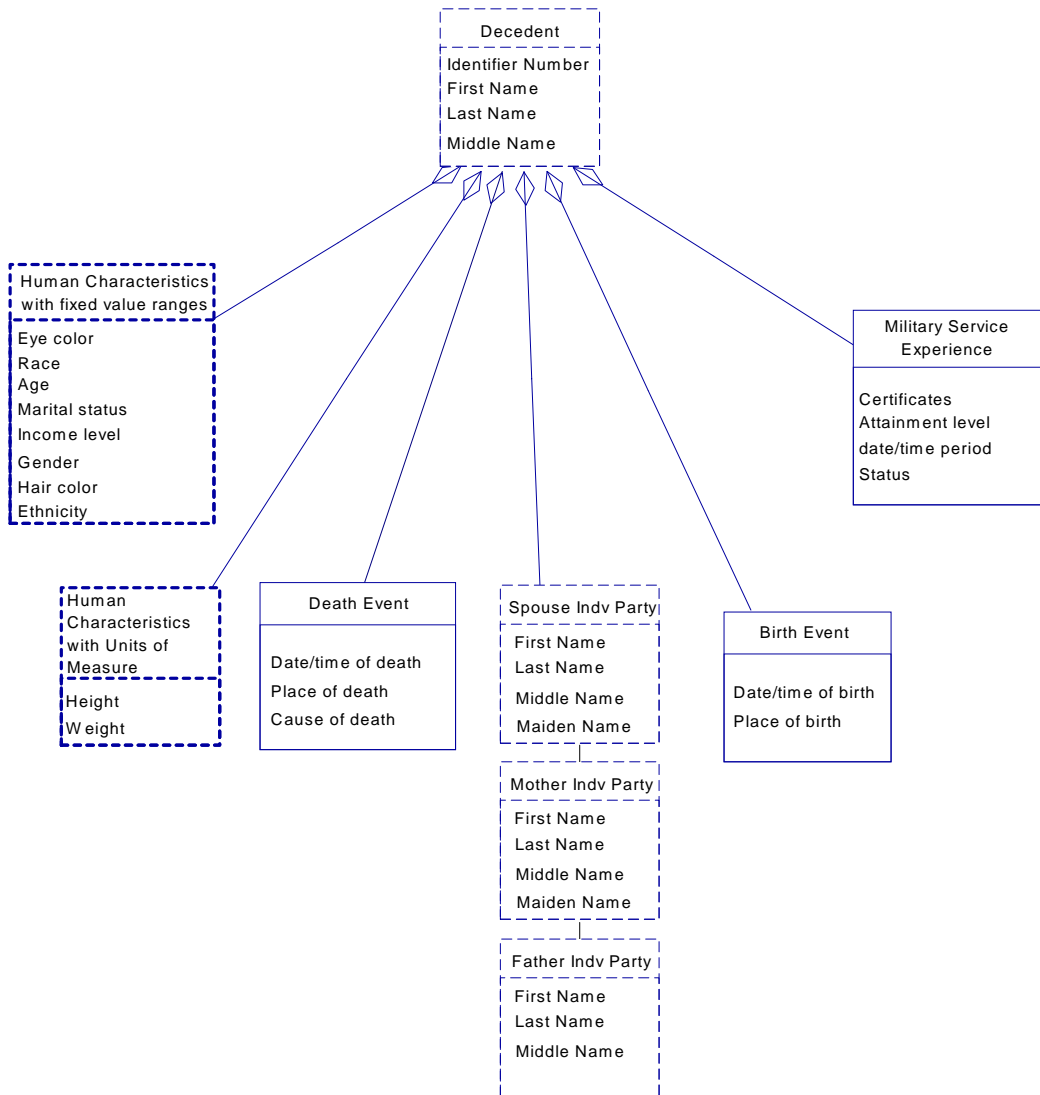 Decedent
Identifier Number
First Name
Last Name
Middle Name
Human Characteristics
with fixed value ranges
Eye color
Race
Age
Marital status
Income level
Gender
Hair color
Ethnicity
Military Service
Experience
Certificates
Attainment level
date/time period
Status
Human
Characteristics
with Units of
Measure
Height
Weight
Death Event
Date/time of death
Place of death
Cause of death
Spouse Indv Party
First Name
Last Name
Middle Name
Maiden Name
Birth Event
Date/time of birth
Place of birth
Mother Indv Party
First Name
Last Name
Middle Name
Maiden Name
Father Indv Party
First Name
Last Name
Middle Name